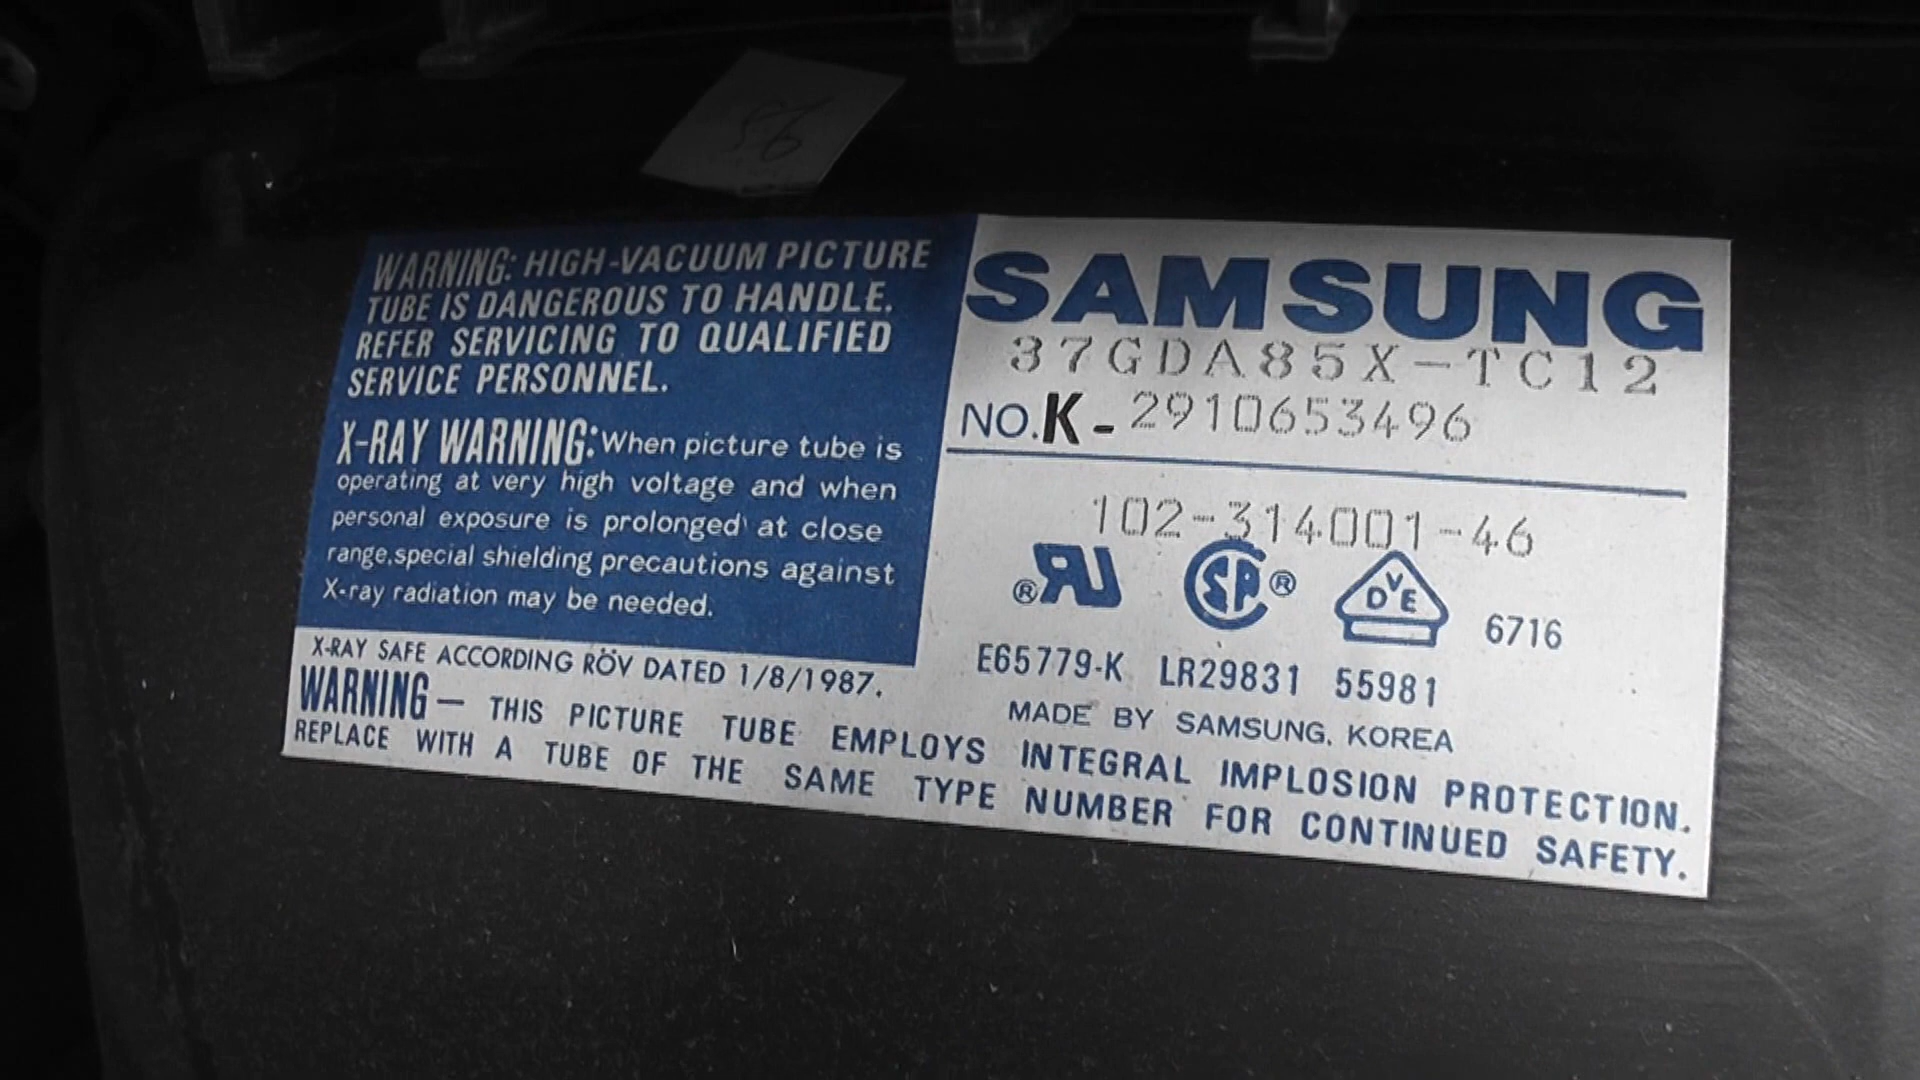 56
WARNING: HIGH-VACUUM PICTURE
TUBE IS DANGEROUS TO HANDLE.
REFER SERVICING TO QUALIFIED
SERVICE PERSONNEL.
X-RAY WARNING: When picture tube is
operating at very high voltage and when
personal exposure is prolonged at close
range.special shielding precautions against
X-ray radiation may be needed.
X-RAY SAFE ACCORDING RÖV DATED 1/8/1987.
SAMSUNG
37GDA85X-TC12
NO.K-2910653496
102-314001-46
® RU SP ® DVE 6716
E65779-K LR29831 55981
MADE BY SAMSUNG. KOREA
WARNING — THIS PICTURE TUBE EMPLOYS INTEGRAL IMPLOSION PROTECTION.
REPLACE WITH A TUBE OF THE SAME TYPE NUMBER FOR CONTINUED SAFETY.